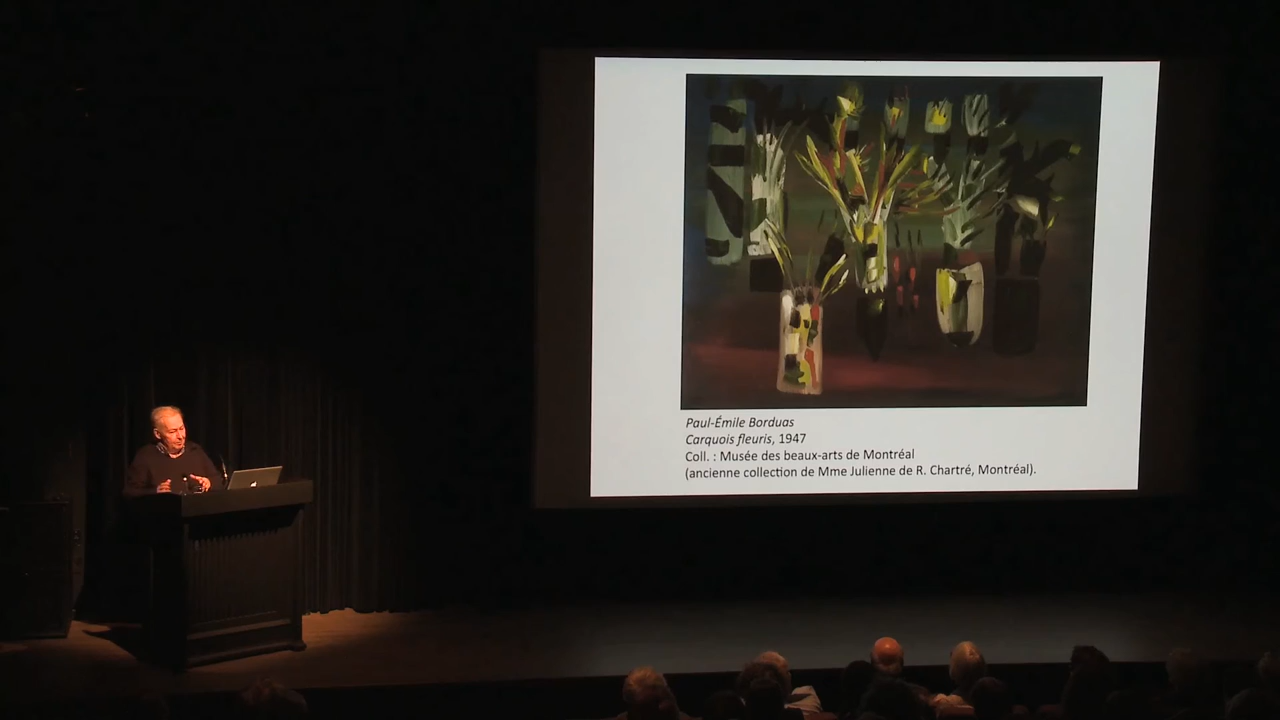 Paul-Émile Borduas
Carquois fleuris, 1947
Coll. : Musée des beaux-arts de Montréal
(ancienne collection de Mme Julienne de R. Chartré, Montréal).